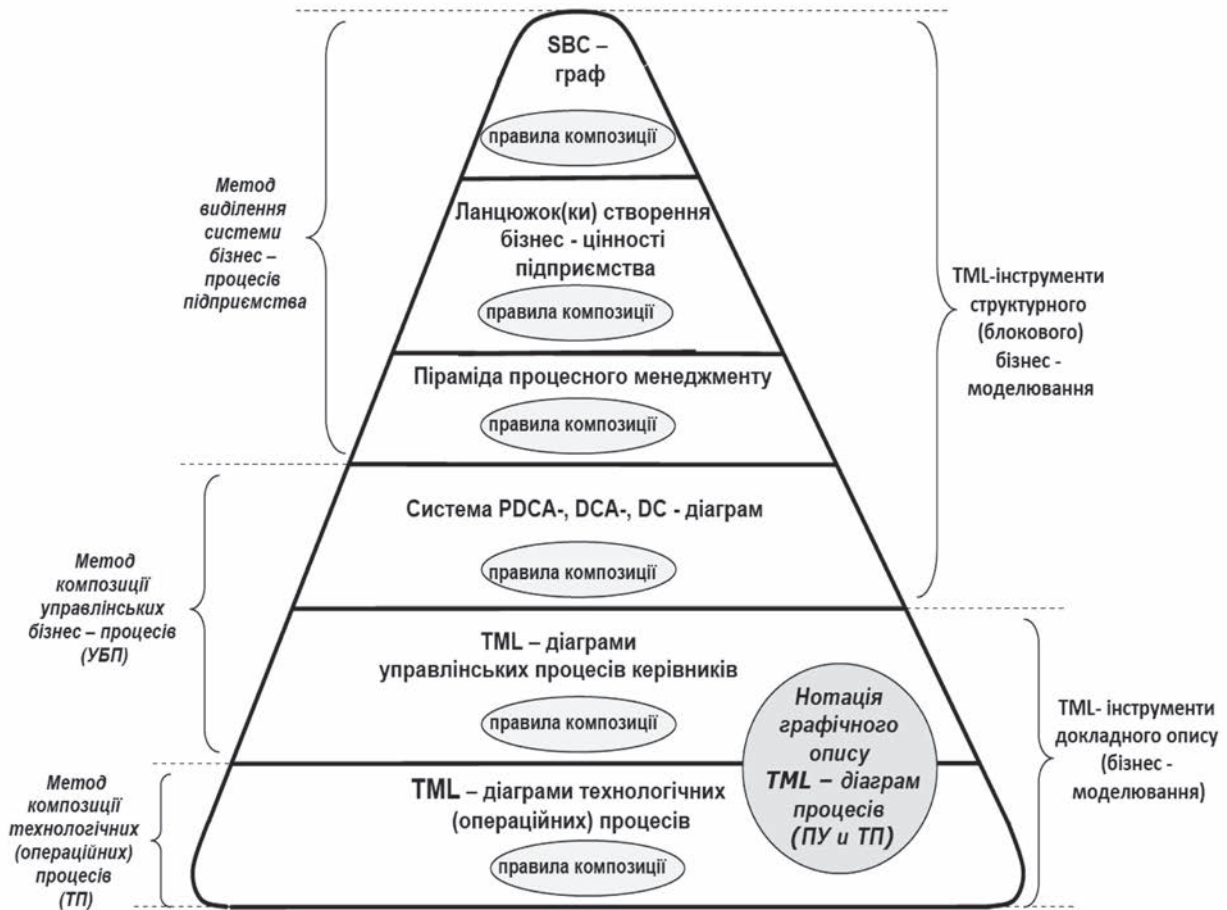 SBC –
граф
правила композиції
Метод
виділення
системи
бізнес –
процесів
підприємства
Ланцюжок(ки) створення
бізнес - цінності
підприємства
правила композиції
TML-інструменти
структурного
(блокового)
бізнес -
моделювання
Піраміда процесного менеджменту
правила композиції
Система PDCA-, DCA-, DC - діаграм
правила композиції
Метод
композиції
управлінських
бізнес – процесів
(УБП)
TML – діаграми
управлінських процесів керівників
правила композиції
Нотація
графічного
опису
TML – діаграм
процесів
(ПУ и ТП)
TML- інструменти
докладного опису
(бізнес -
моделювання)
Метод
композиції
технологічних
(операційних)
процесів
(ТП)
TML – діаграми технологічних
(операційних) процесів
правила композиції